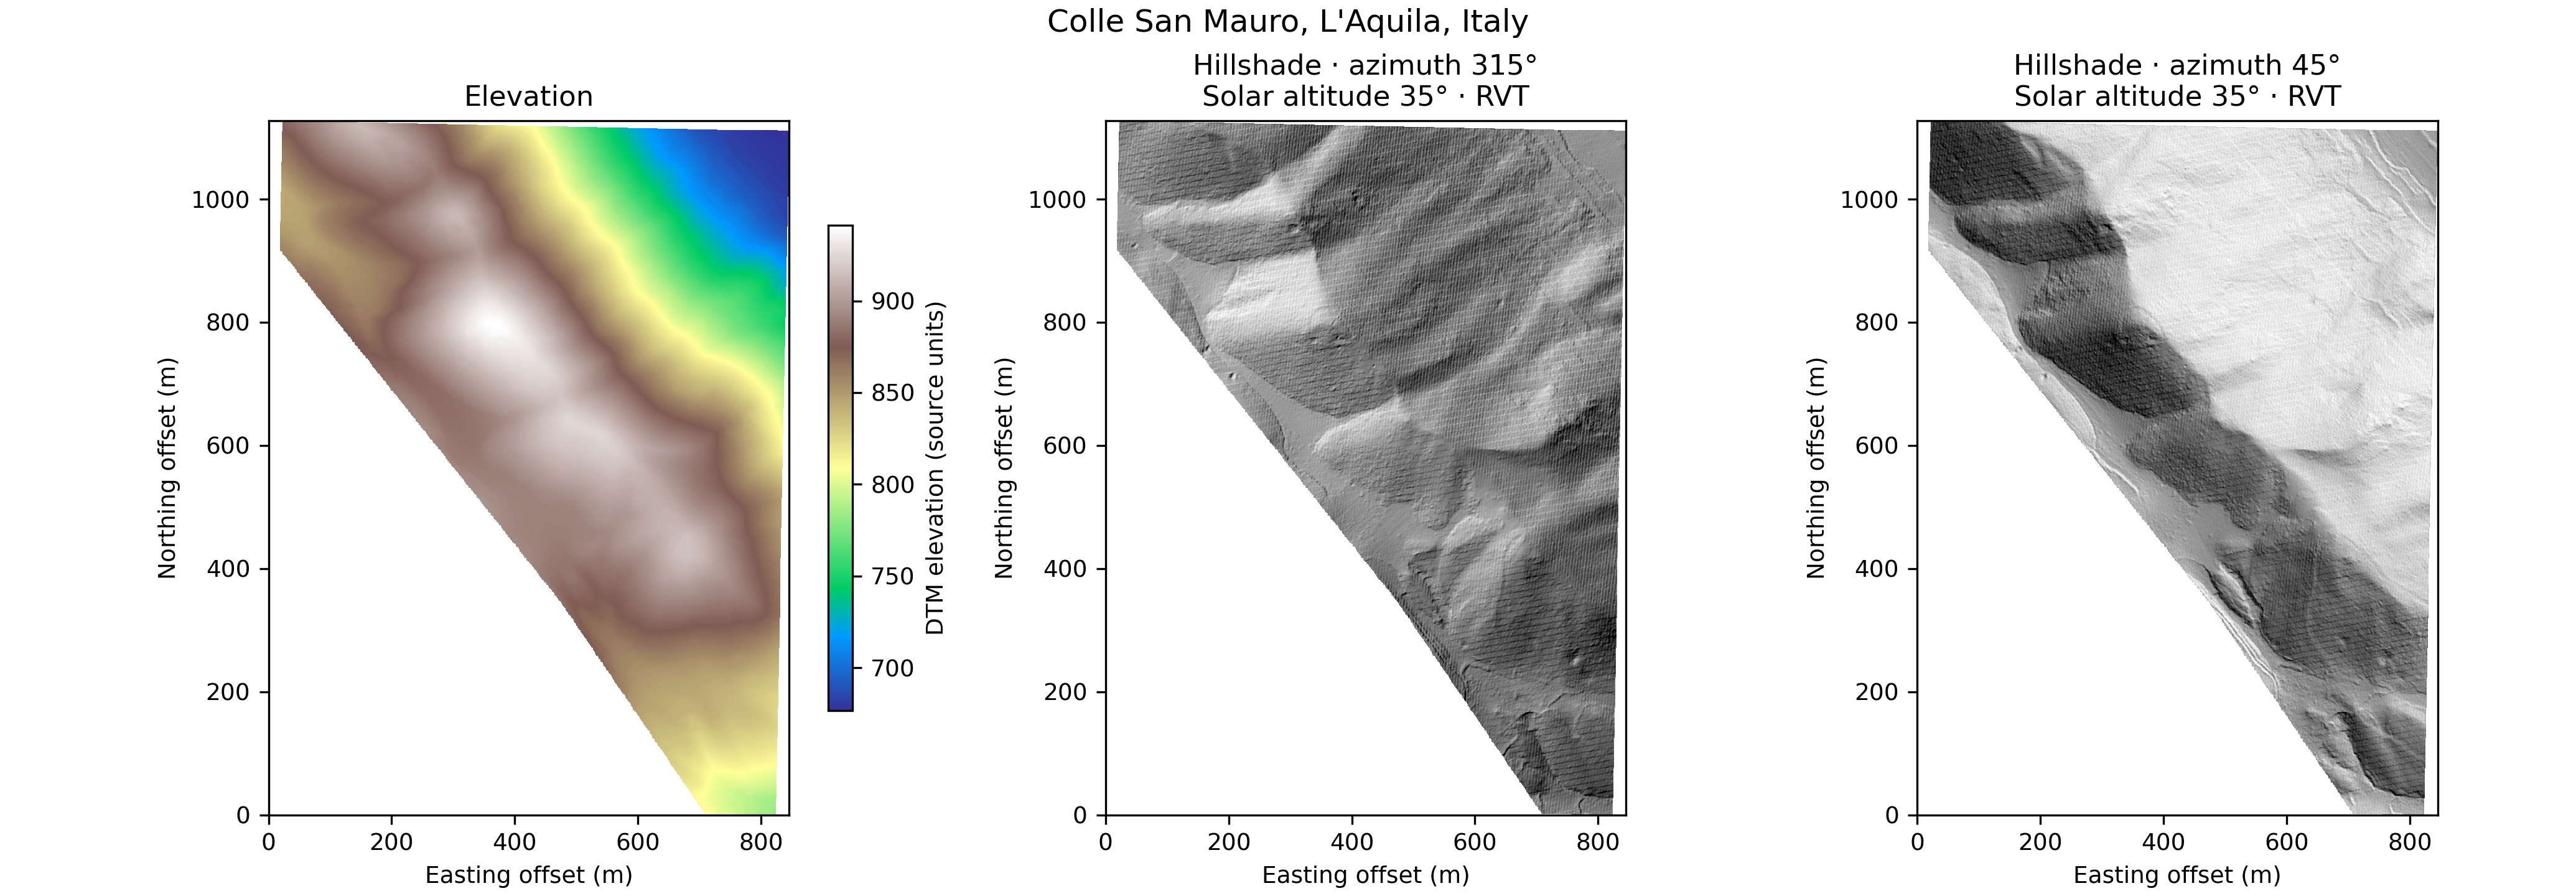 Colle San Mauro, L'Aquila, Italy
Elevation
1000
800
600
400
200
0
Northing offset (m)
0 200 400 600 800
Easting offset (m)
900
850
800
750
700
DTM elevation (source units)
Hillshade · azimuth 315°
Solar altitude 35° · RVT
1000
800
600
400
200
0
Northing offset (m)
0 200 400 600 800
Easting offset (m)
Hillshade · azimuth 45°
Solar altitude 35° · RVT
1000
800
600
400
200
0
Northing offset (m)
0 200 400 600 800
Easting offset (m)